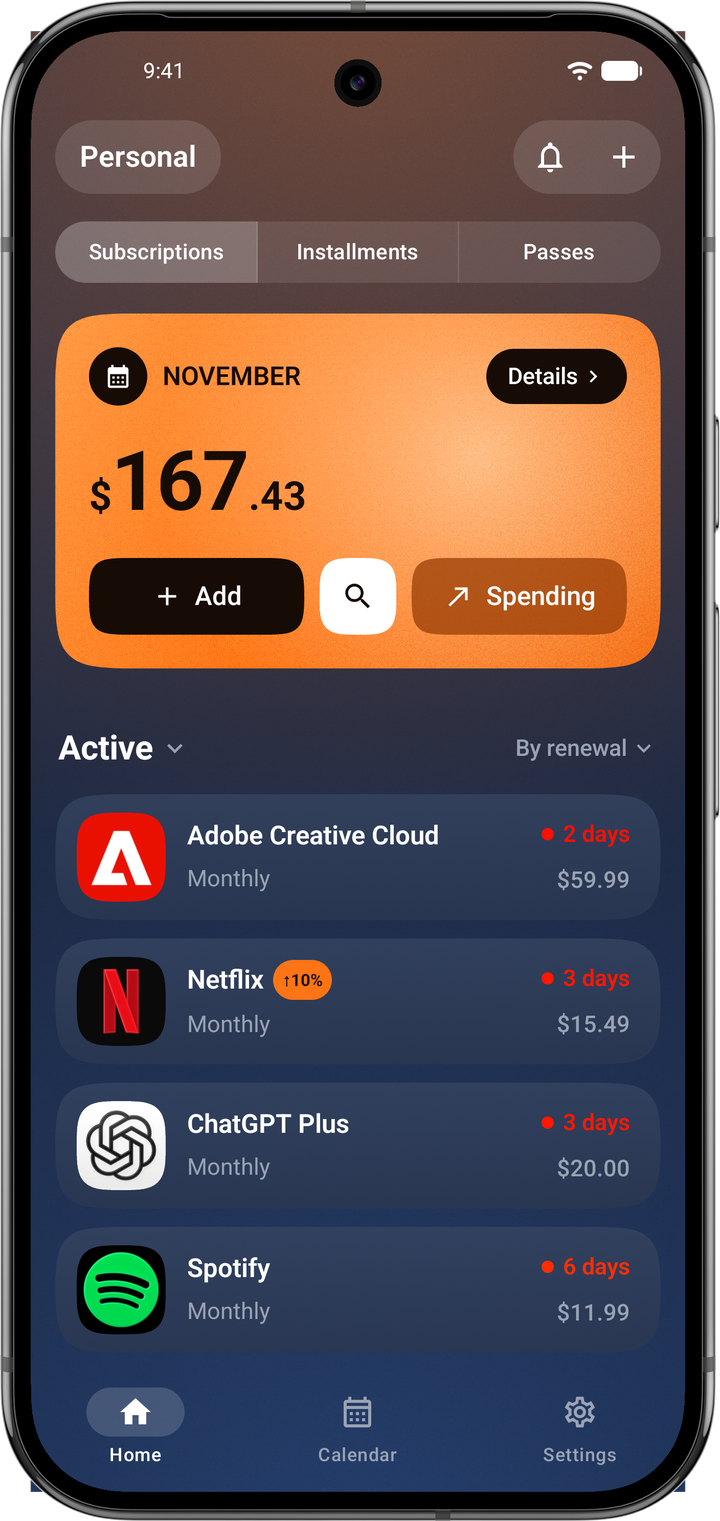 9:41
Personal
Subscriptions Installments Passes
NOVEMBER Details
$167.43
Add Spending
Active By renewal
Adobe Creative Cloud 2 days
Monthly $59.99
Netflix ↑10% 3 days
Monthly $15.49
ChatGPT Plus 3 days
Monthly $20.00
Spotify 6 days
Monthly $11.99
Home Calendar Settings